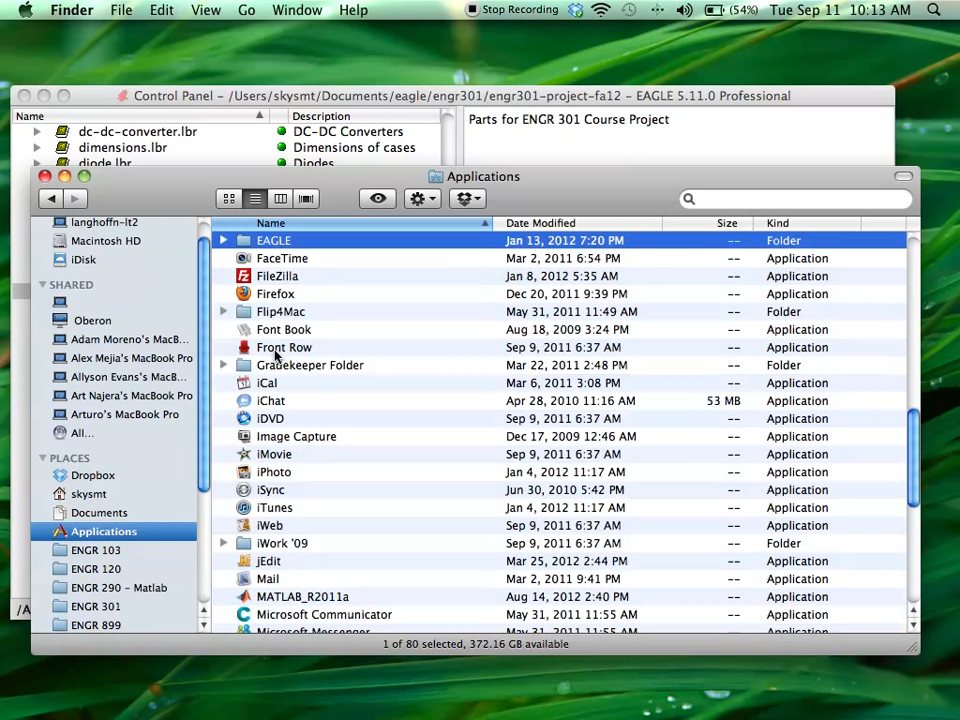 Finder File Edit View Go Window Help Stop Recording (54%) Tue Sep 11 10:13 AM
Control Panel - /Users/skysmt/Documents/eagle/engr301/engr301-project-fa12 - EAGLE 5.11.0 Professional
Name Description
dc-dc-converter.lbr DC-DC Converters
dimensions.lbr Dimensions of cases
diode.lbr Diodes
Parts for ENGR 301 Course Project
/A
Applications
langhoffn-lt2
Macintosh HD
iDisk
SHARED
Oberon
Adam Moreno's MacB...
Alex Mejia's MacBook Pro
Allyson Evans's MacB...
Art Najera's MacBook Pro
Arturo's MacBook Pro
All...
PLACES
Dropbox
skysmt
Documents
Applications
ENGR 103
ENGR 120
ENGR 290 - Matlab
ENGR 301
ENGR 899
Name Date Modified Size Kind
EAGLE Jan 13, 2012 7:20 PM -- Folder
FaceTime Mar 2, 2011 6:54 PM -- Application
FileZilla Jan 8, 2012 5:35 AM -- Application
Firefox Dec 20, 2011 9:39 PM -- Application
Flip4Mac May 31, 2011 11:49 AM -- Folder
Font Book Aug 18, 2009 3:24 PM -- Application
Front Row Sep 9, 2011 6:37 AM -- Application
Gradekeeper Folder Mar 22, 2011 2:48 PM -- Folder
iCal Mar 6, 2011 3:08 PM -- Application
iChat Apr 28, 2010 11:16 AM 53 MB Application
iDVD Sep 9, 2011 6:37 AM -- Application
Image Capture Dec 17, 2009 12:46 AM -- Application
iMovie Sep 9, 2011 6:37 AM -- Application
iPhoto Jan 4, 2012 11:17 AM -- Application
iSync Jun 30, 2010 5:42 PM -- Application
iTunes Jan 4, 2012 11:17 AM -- Application
iWeb Sep 9, 2011 6:37 AM -- Application
iWork '09 Sep 9, 2011 6:37 AM -- Folder
jEdit Mar 25, 2012 2:44 PM -- Application
Mail Mar 2, 2011 9:41 PM -- Application
MATLAB_R2011a Aug 14, 2012 2:40 PM -- Application
Microsoft Communicator May 31, 2011 11:55 AM -- Application
Microsoft Messenger May 31, 2011 11:55 AM -- Application
1 of 80 selected, 372.16 GB available